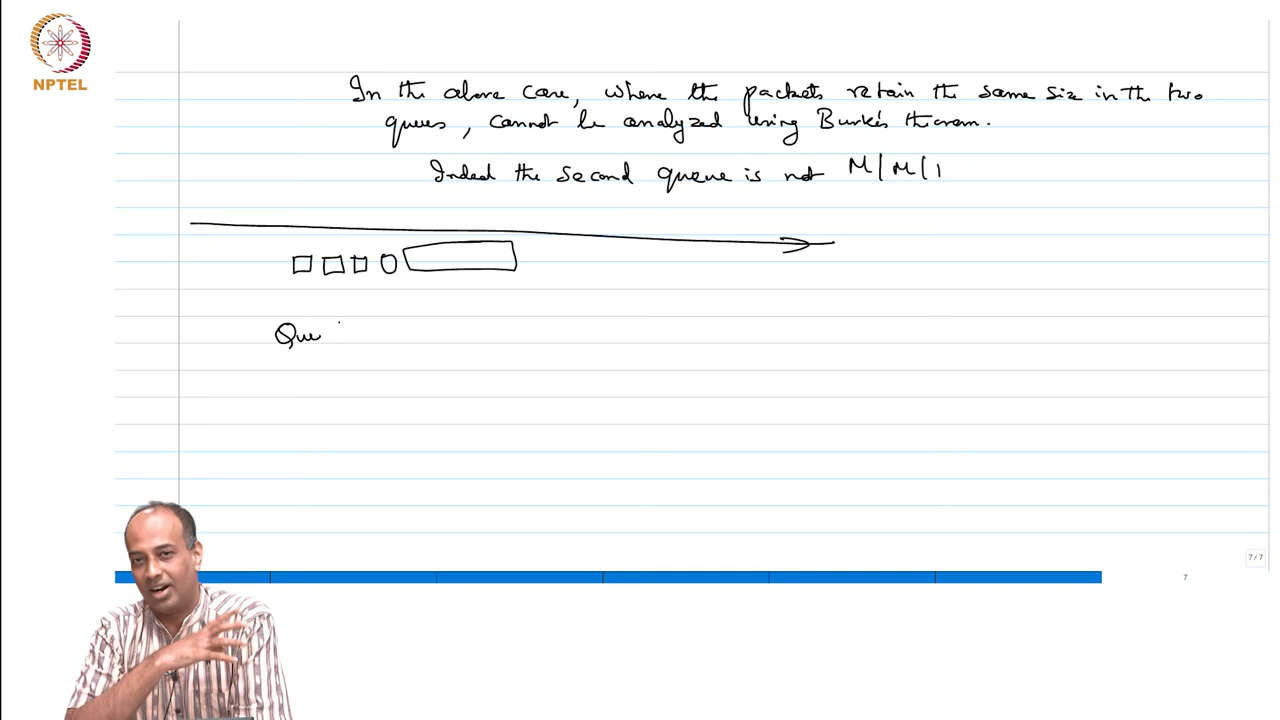 NPTEL
In the above case, where the packets retain the same size in the two
queues, cannot be analyzed using Burke's theorem.
Indeed the second queue is not M/M/1
Que
7/7
7